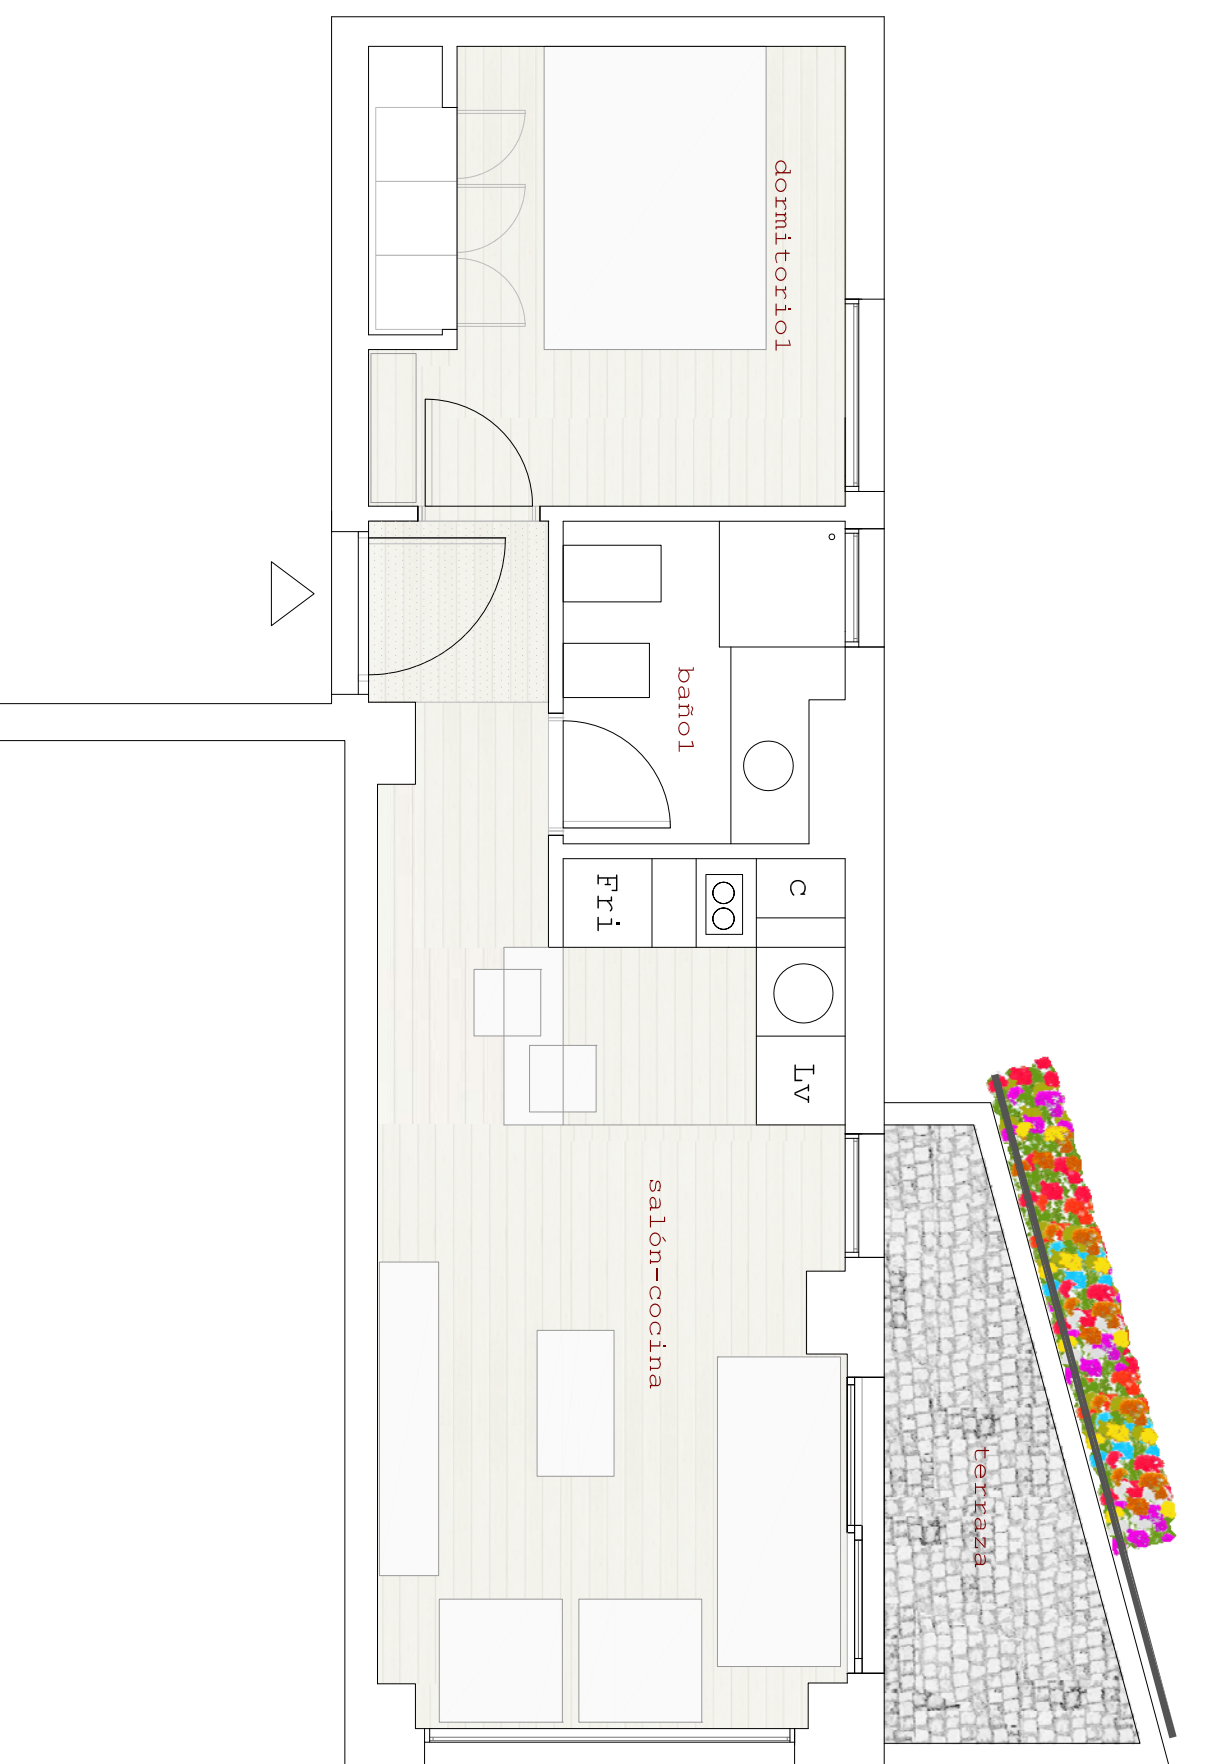 dormitorio1
baño1
Fri
c
Lv
salón-cocina
terraza